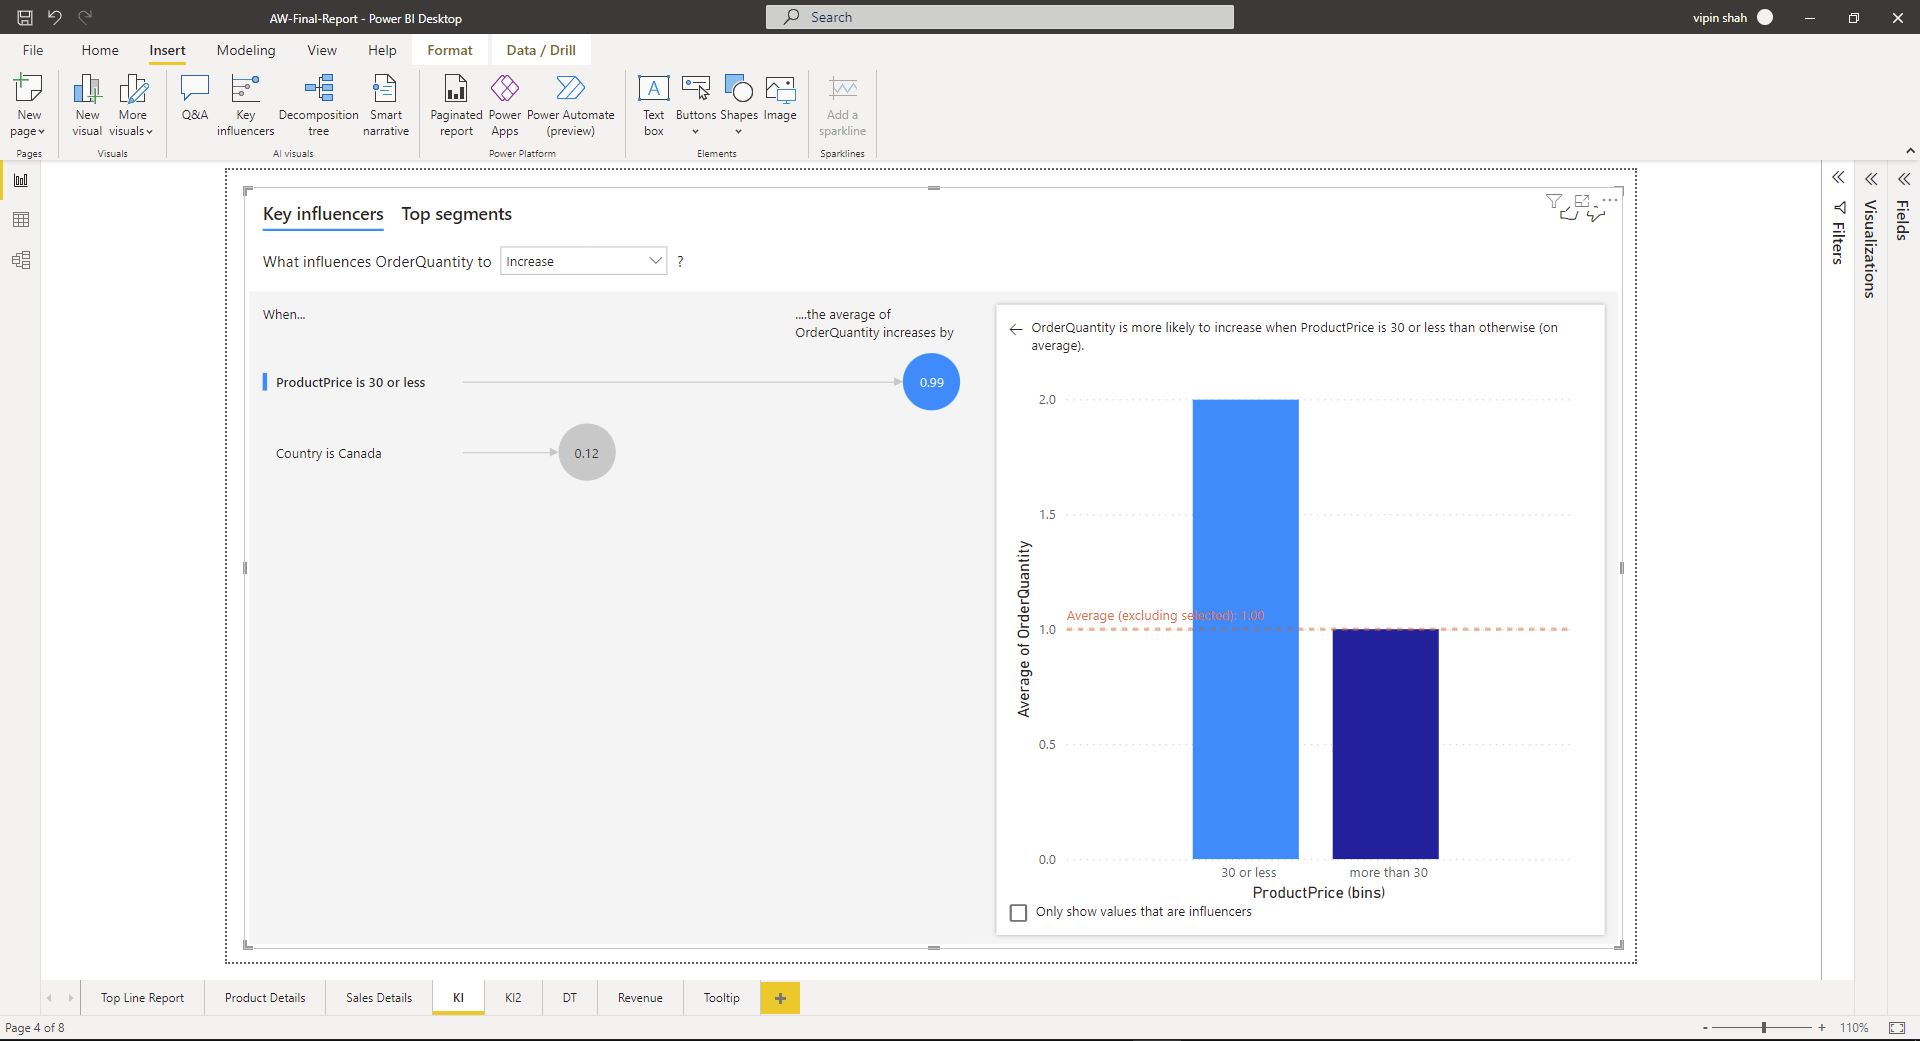 AW-Final-Report - Power BI Desktop
Search
vipin shah
File Home Insert Modeling View Help Format Data / Drill
New page
New visual
More visuals
Q&A
Key influencers
Decomposition tree
Smart narrative
Paginated report
Power Apps
Power Automate (preview)
Text box
Buttons
Shapes
Image
Add a sparkline
Pages Visuals AI visuals Power Platform Elements Sparklines
Key influencers Top segments
What influences OrderQuantity to Increase ?
When...
....the average of
OrderQuantity increases by
ProductPrice is 30 or less 0.99
Country is Canada 0.12
OrderQuantity is more likely to increase when ProductPrice is 30 or less than otherwise (on
average).
2.0
1.5
Average (excluding selected): 1.00
1.0
0.5
0.0
Average of OrderQuantity
30 or less more than 30
ProductPrice (bins)
Only show values that are influencers
Filters
Visualizations
Fields
Top Line Report Product Details Sales Details KI KI2 DT Revenue Tooltip +
Page 4 of 8
- + 110%